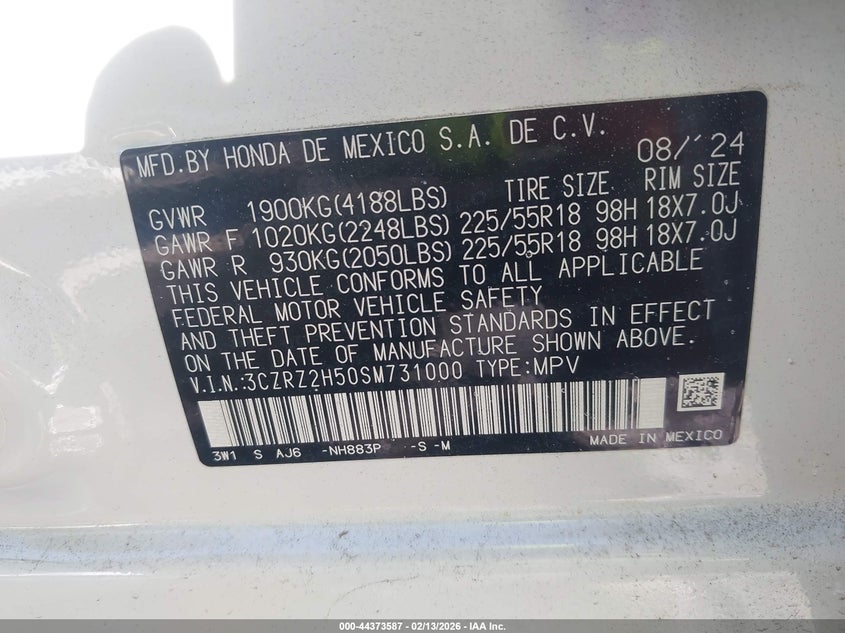 MFD.BY HONDA DE MEXICO S.A. DE C.V. 08/'24
TIRE SIZE RIM SIZE
GVWR 1900KG(4188LBS)
GAWR F 1020KG(2248LBS) 225/55R18 98H 18X7.0J
GAWR R 930KG(2050LBS) 225/55R18 98H 18X7.0J
THIS VEHICLE CONFORMS TO ALL APPLICABLE
FEDERAL MOTOR VEHICLE SAFETY
AND THEFT PREVENTION STANDARDS IN EFFECT
ON THE DATE OF MANUFACTURE SHOWN ABOVE.
V.I.N.:3CZRZ2H50SM731000 TYPE:MPV
3W1 S AJ6 -NH883P -S -M MADE IN MEXICO
000-44373587 - 02/13/2026 - IAA Inc.